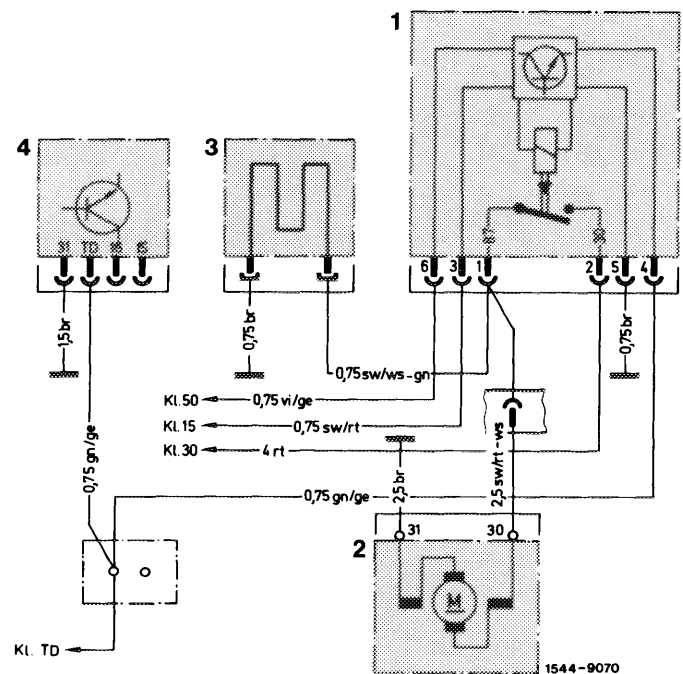 1
4
3
31 TD 16 15
87
30
6 3 1 2 5 4
1,5 br
0,75 br
0,75 br
0,75 sw/ws-gn
Kl. 50 0,75 vi/ge
Kl. 15 0,75 sw/rt
Kl. 30 4 rt
0,75 gn/ge
2,5 br
2,5 sw/rt-ws
0,75 gn/ge
31 30
2
M
Kl. TD
1544-9070